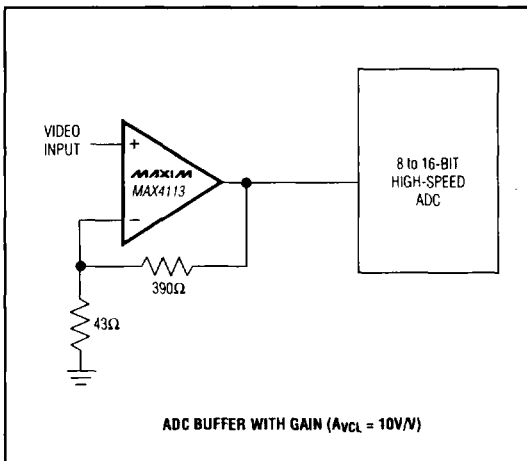 VIDEO
INPUT
+
MAXIM
MAX4113
−
390Ω
43Ω
8 to 16-BIT
HIGH-SPEED
ADC
ADC BUFFER WITH GAIN (AVCL = 10V/V)